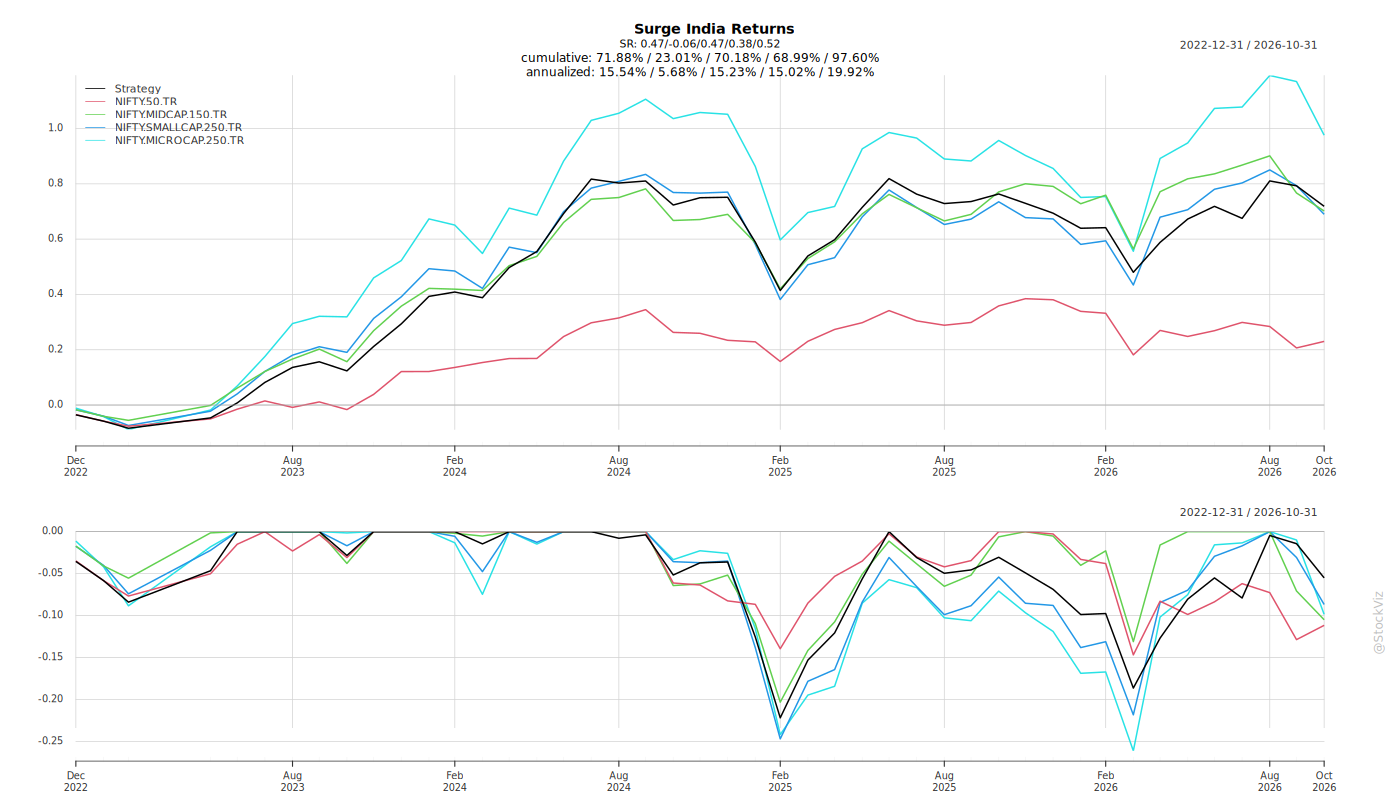 Surge India Returns
SR: 0.47/-0.06/0.47/0.38/0.52
cumulative: 71.88% / 23.01% / 70.18% / 68.99% / 97.60%
annualized: 15.54% / 5.68% / 15.23% / 15.02% / 19.92%
2022-12-31 / 2026-10-31
Strategy
NIFTY.50.TR
NIFTY.MIDCAP.150.TR
NIFTY.SMALLCAP.250.TR
NIFTY.MICROCAP.250.TR
1.0
0.8
0.6
0.4
0.2
0.0
Dec Aug Feb Aug Feb Aug Feb Aug Oct
2022 2023 2024 2024 2025 2025 2026 2026 2026
2022-12-31 / 2026-10-31
0.00
-0.05
-0.10
-0.15
-0.20
-0.25
Dec Aug Feb Aug Feb Aug Feb Aug Oct
2022 2023 2024 2024 2025 2025 2026 2026 2026
@StockViz